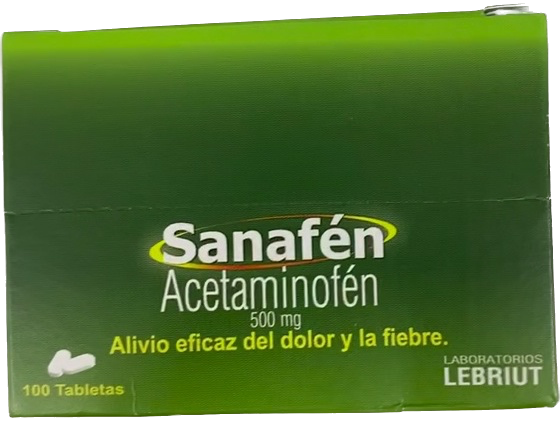 Sanafén
Acetaminofén
500 mg
Alivio eficaz del dolor y la fiebre.
100 Tabletas
LABORATORIOS
LEBRIUT